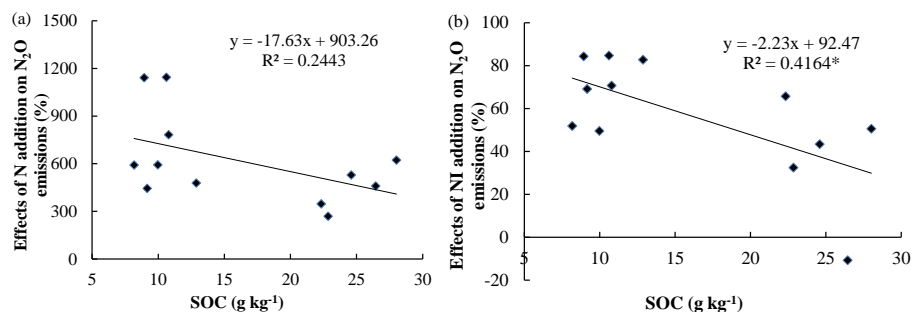 (a)
1500
1200
900
600
300
0
5
10
15
20
25
30
y = -17.63x + 903.26
R² = 0.2443
Effects of N addition on N₂O
emissions (%)
SOC (g kg⁻¹)
(b)
100
80
60
40
20
0
-20
5
10
15
20
25
30
y = -2.23x + 92.47
R² = 0.4164*
Effects of NI addition on N₂O
emissions (%)
SOC (g kg⁻¹)